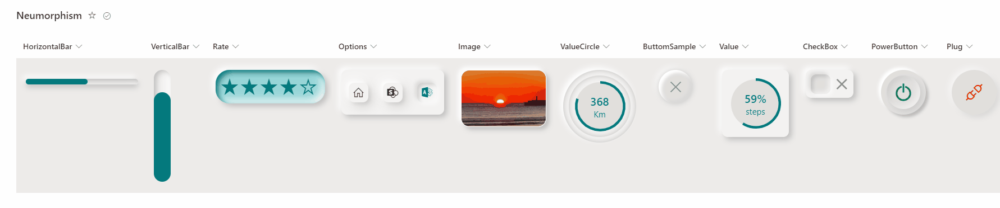 Neumorphism
HorizontalBar VerticalBar Rate Options Image ValueCircle ButtomSample Value CheckBox PowerButton Plug
S
A
368
Km
59%
steps